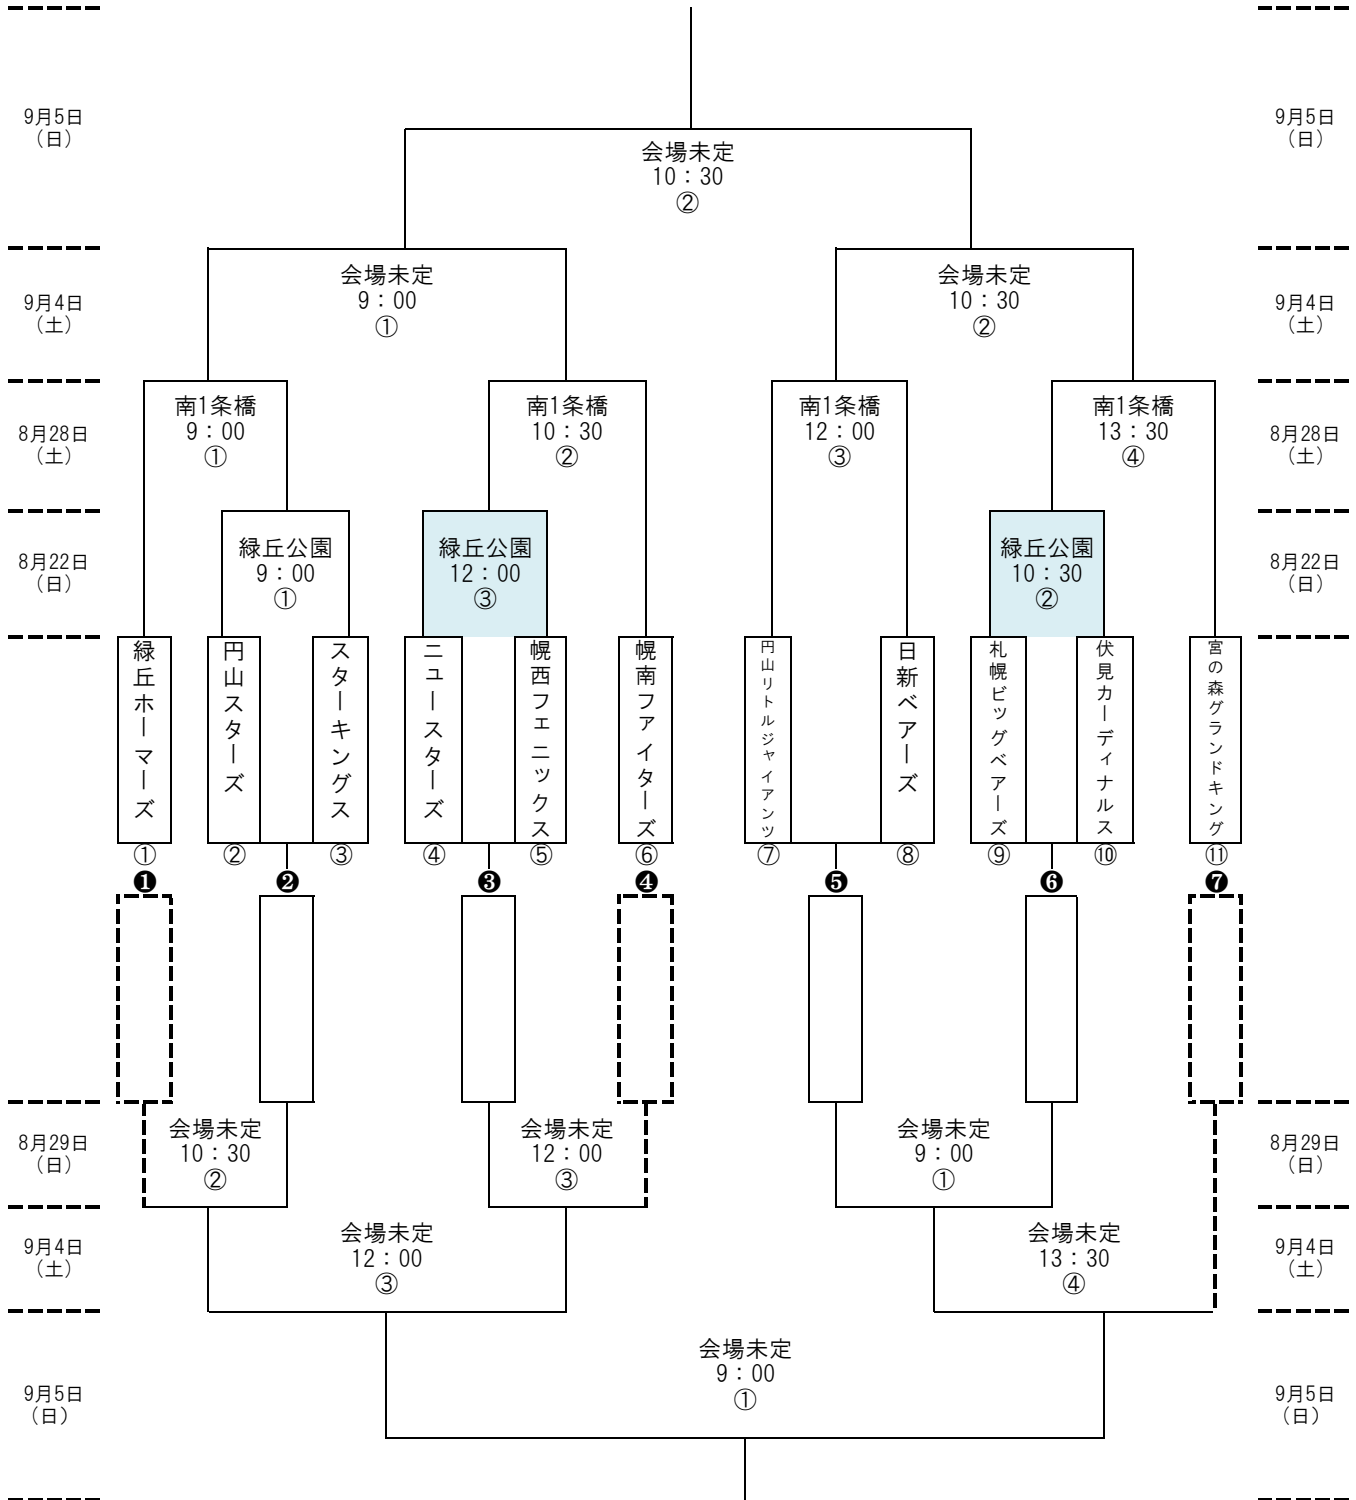 9月5日
（日）
会場未定
10：30
②
9月5日
（日）
9月4日
（土）
会場未定
9：00
①
会場未定
10：30
②
9月4日
（土）
8月28日
（土）
南1条橋
9：00
①
南1条橋
10：30
②
南1条橋
12：00
③
南1条橋
13：30
④
8月28日
（土）
8月22日
（日）
緑丘公園
9：00
①
緑丘公園
12：00
③
緑丘公園
10：30
②
8月22日
（日）
緑丘ホーマーズ
円山スターズ
スターキングス
ニュースターズ
幌西フェニックス
幌南ファイターズ
円山リトルジャイアンツ
日新ベアーズ
札幌ビッグベアーズ
伏見カーディナルス
宮の森グランドキング
① ② ③ ④ ⑤ ⑥ ⑦ ⑧ ⑨ ⑩ ⑪
❶ ❷ ❸ ❹ ❺ ❻ ❼
8月29日
（日）
会場未定
10：30
②
会場未定
12：00
③
会場未定
9：00
①
8月29日
（日）
9月4日
（土）
会場未定
12：00
③
会場未定
13：30
④
9月4日
（土）
9月5日
（日）
会場未定
9：00
①
9月5日
（日）